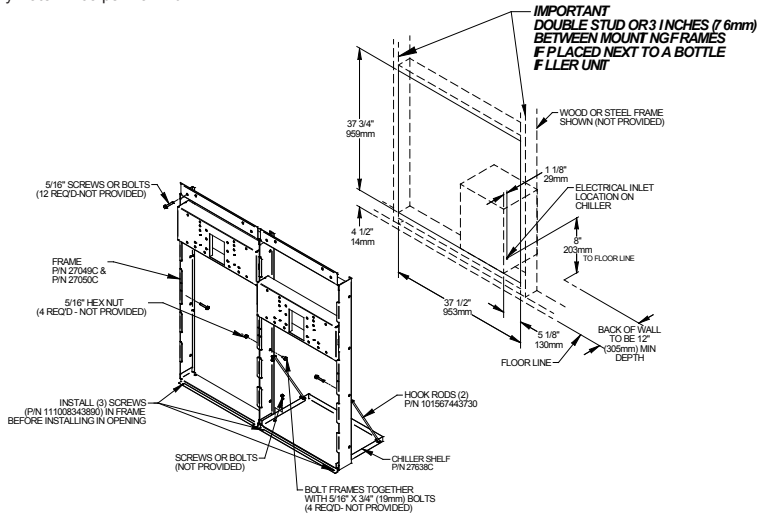 IMPORTANT
DOUBLE STUD OR 3 INCHES (7 6mm)
BETWEEN MOUNT NG FRAMES
IF PLACED NEXT TO A BOTTLE
F LLER UNIT
WOOD OR STEEL FRAME
SHOWN (NOT PROVIDED)
37 3/4"
959mm
1 1/8"
29mm
5/16" SCREWS OR BOLTS
(12 REQ'D-NOT PROVIDED)
ELECTRICAL INLET
LOCATION ON
CHILLER
4 1/2"
14mm
8"
203mm
TO FLOOR LINE
FRAME
P/N 27049C &
P/N 27050C
5/16" HEX NUT
(4 REQ'D - NOT PROVIDED)
37 1/2"
953mm
5 1/8"
130mm
BACK OF WALL
TO BE 12"
(305mm) MIN
DEPTH
FLOOR LINE
INSTALL (3) SCREWS
(P/N 111008343890) IN FRAME
BEFORE INSTALLING IN OPENING
HOOK RODS (2)
P/N 101567443730
SCREWS OR BOLTS
(NOT PROVIDED)
CHILLER SHELF
P/N 27638C
BOLT FRAMES TOGETHER
WITH 5/16" X 3/4" (19mm) BOLTS
(4 REQ'D- NOT PROVIDED)